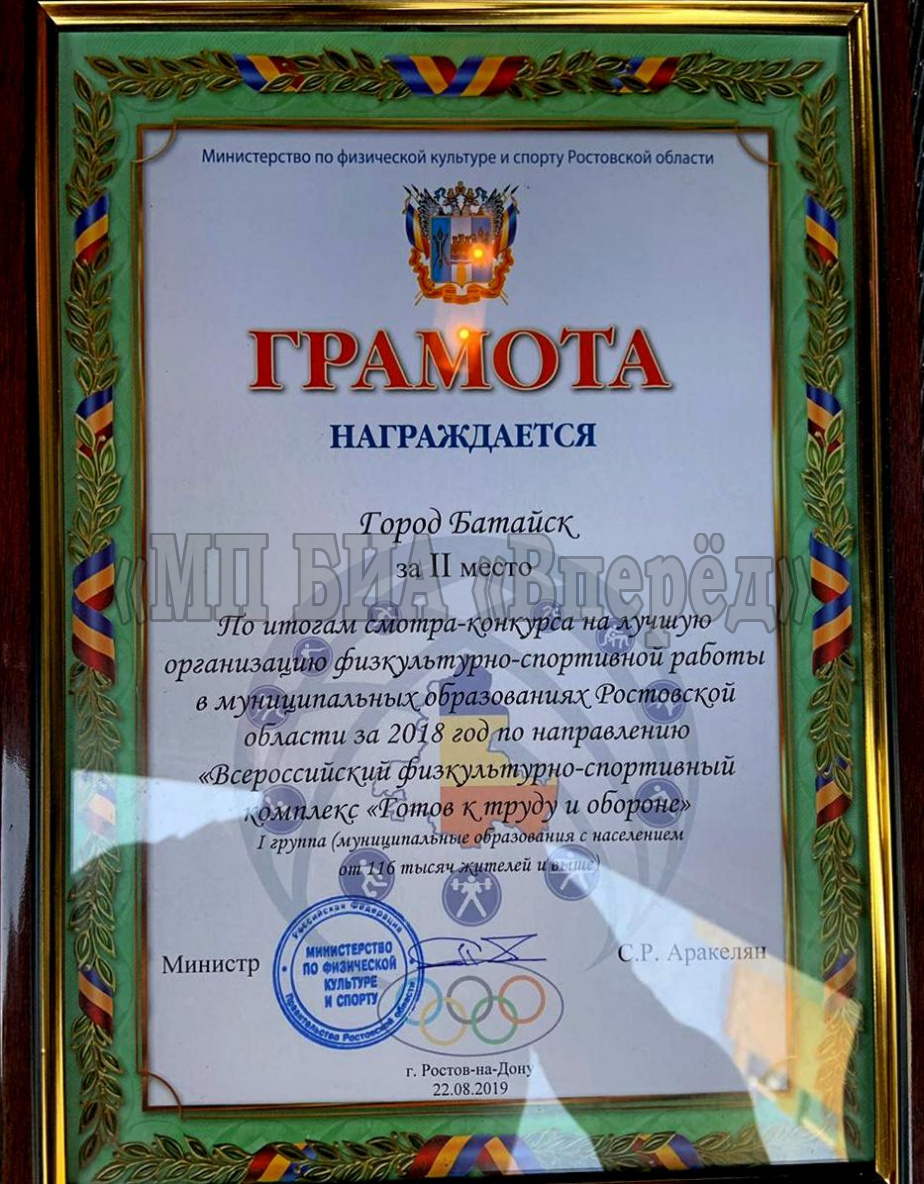 Министерство по физической культуре и спорту Ростовской области
ГРАМОТА
НАГРАЖДАЕТСЯ
Город Батайск
за II место
«МП БИА «Вперёд»
По итогам смотра-конкурса на лучшую
организацию физкультурно-спортивной работы
в муниципальных образованиях Ростовской
области за 2018 год по направлению
«Всероссийский физкультурно-спортивный
комплекс «Готов к труду и обороне»
I группа (муниципальные образования с населением
от 116 тысяч жителей и выше)
Министр
Российская Федерация
МИНИСТЕРСТВО
ПО ФИЗИЧЕСКОЙ
КУЛЬТУРЕ
И СПОРТУ
Правительство Ростовской области
С.Р. Аракелян
г. Ростов-на-Дону
22.08.2019